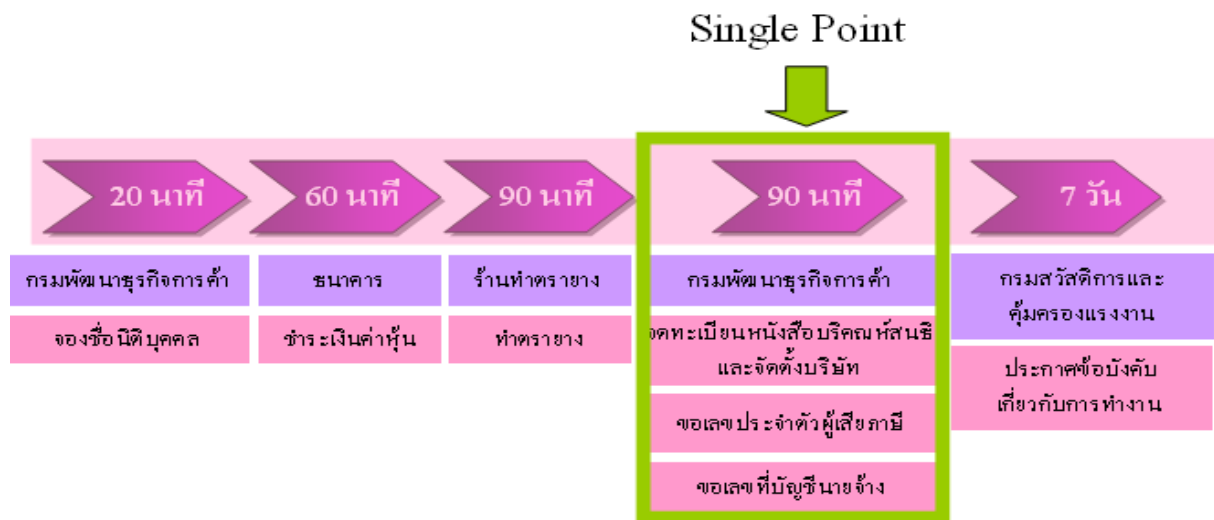 Single Point
20 นาที
60 นาที
90 นาที
90 นาที
7 วัน
กรมพัฒนาธุรกิจการค้า
ธนาคาร
ร้านทำตรายาง
กรมพัฒนาธุรกิจการค้า
กรมสวัสดิการและ
คุ้มครองแรงงาน
จองชื่อนิติบุคคล
ชำระเงินค่าหุ้น
ทำตรายาง
จดทะเบียนหนังสือบริคณห์สนธิ
และจัดตั้งบริษัท
ขอเลขประจำตัวผู้เสียภาษี
ขอเลขที่บัญชีนายจ้าง
ประกาศข้อบังคับ
เกี่ยวกับการทำงาน